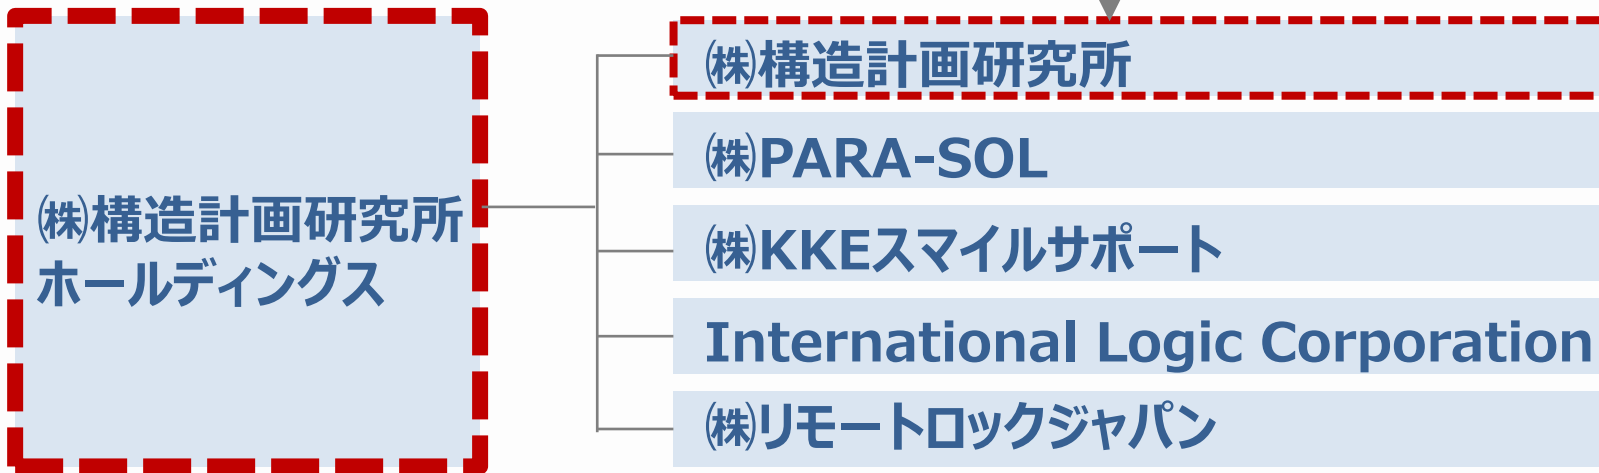 ㈱構造計画研究所
ホールディングス
㈱構造計画研究所
㈱PARA-SOL
㈱KKEスマイルサポート
International Logic Corporation
㈱リモートロックジャパン